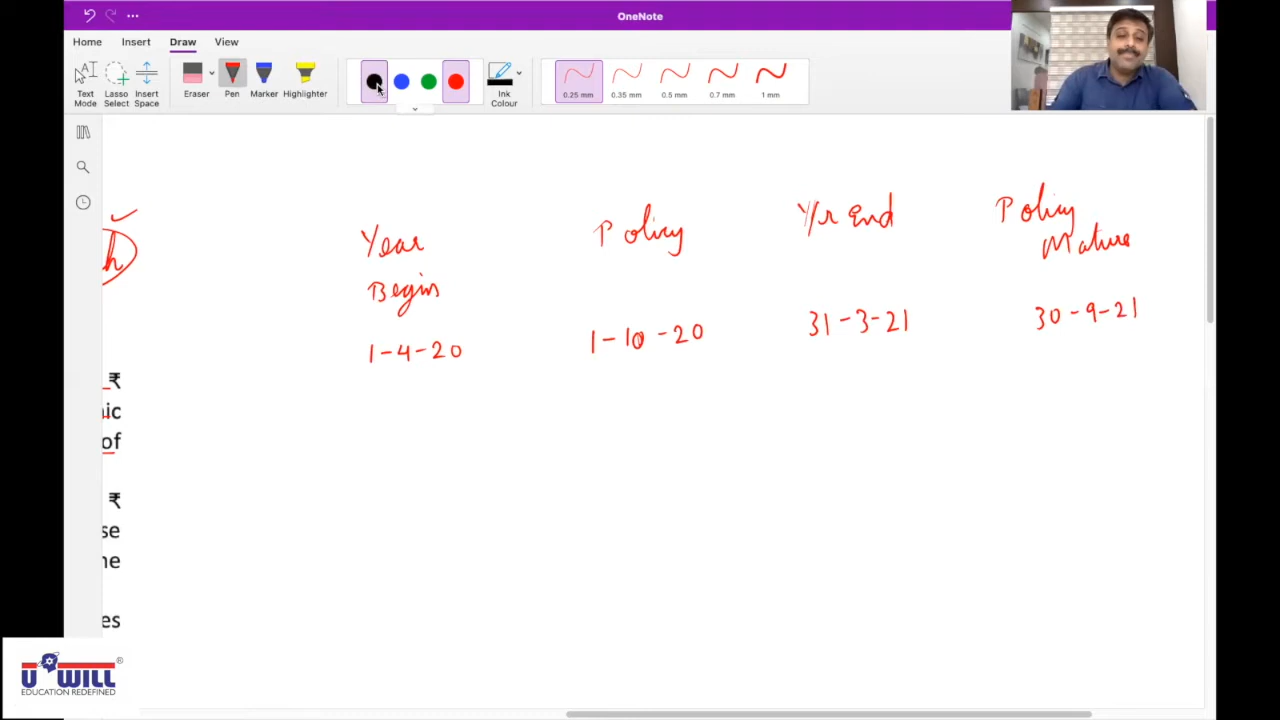 OneNote
Home Insert Draw View
Text Mode
Lasso Select
Insert Space
Eraser
Pen
Marker
Highlighter
Ink Colour
0.25 mm
0.35 mm
0.5 mm
0.7 mm
1 mm
h
Year Begins
1-4-20
Policy
1-10-20
Yr End
31-3-21
Policy Mature
30-9-21
₹
ic
of
₹
se
ne
es
U WILL ®
EDUCATION REDEFINED